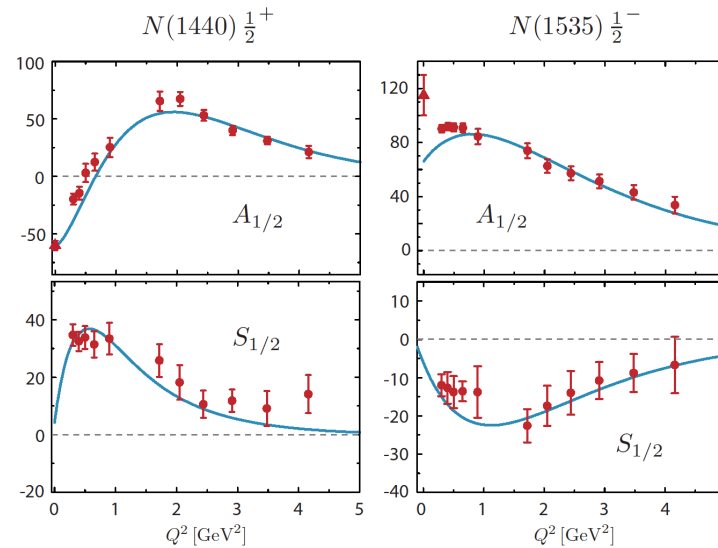 N(1440) 1/2⁺
N(1535) 1/2⁻
100
50
0
-50
A₁/₂
120
80
40
0
A₁/₂
40
20
0
-20
S₁/₂
0 1 2 3 4 5
Q² [GeV²]
10
0
-10
-20
-30
-40
S₁/₂
0 1 2 3 4
Q² [GeV²]